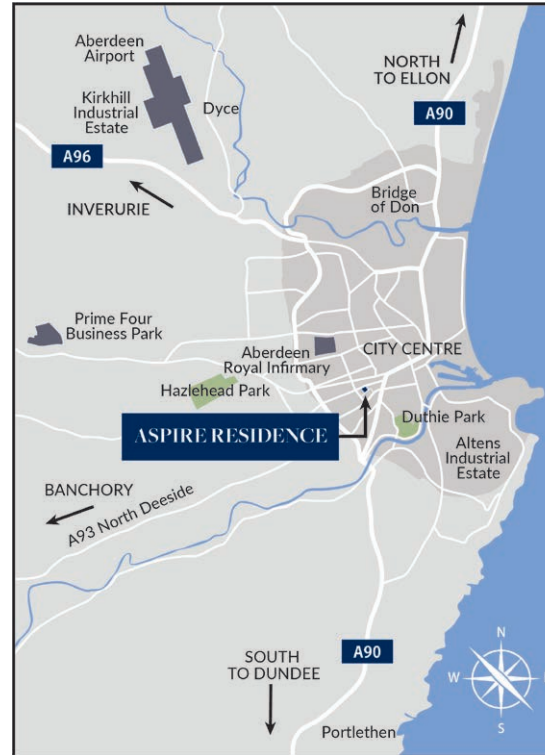 Aberdeen
Airport
Kirkhill
Industrial
Estate
Dyce
NORTH
TO ELLON
A90
A96
INVERURIE
Bridge
of Don
Prime Four
Business Park
Aberdeen
Royal Infirmary
CITY CENTRE
Hazlehead Park
ASPIRE RESIDENCE
Duthie Park
Altens
Industrial
Estate
BANCHORY
A93 North Deeside
SOUTH
TO DUNDEE
A90
Portlethen
N
W
S